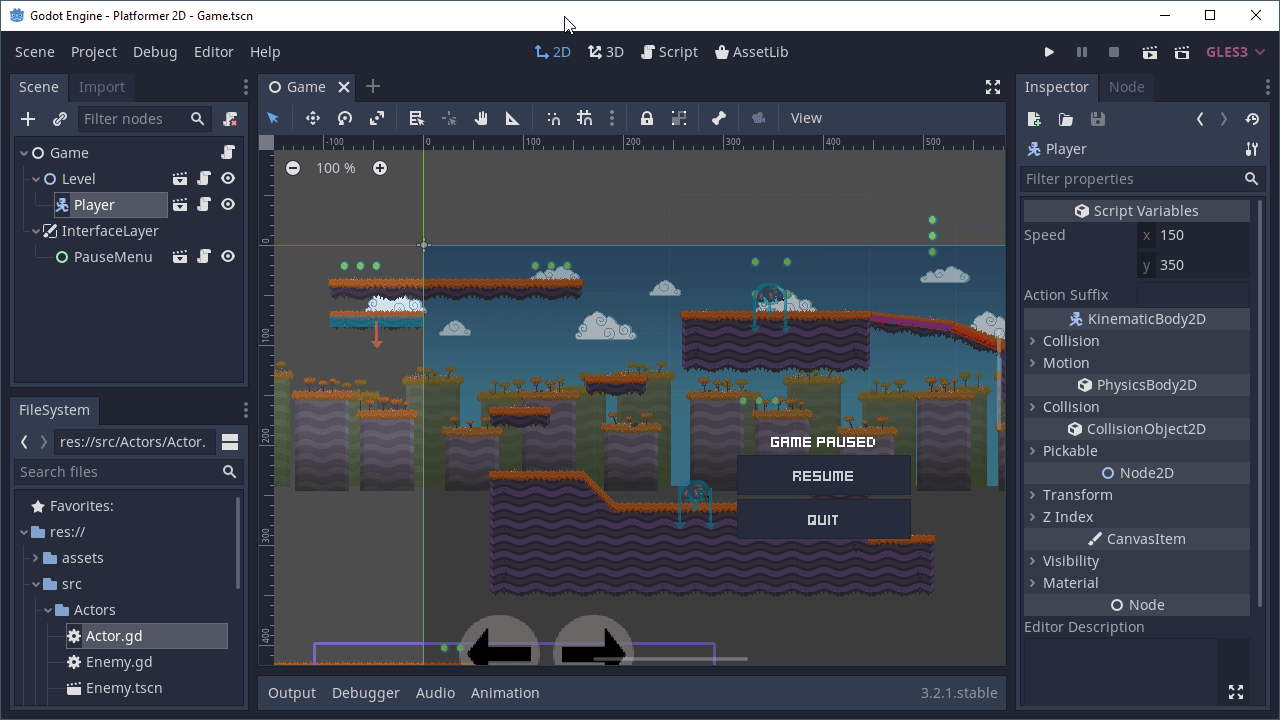 Godot Engine - Platformer 2D - Game.tscn
Scene Project Debug Editor Help
2D 3D Script AssetLib
GLES3
Scene Import
Filter nodes
Game
Level
Player
InterfaceLayer
PauseMenu
FileSystem
res://src/Actors/Actor.
Search files
Favorites:
res://
assets
src
Actors
Actor.gd
Enemy.gd
Enemy.tscn
Game
View
-100 0 100 200 300 400 500
100 %
0
100
200
300
400
GAME PAUSED
RESUME
QUIT
Output Debugger Audio Animation
3.2.1.stable
Inspector Node
Player
Filter properties
Script Variables
Speed x 150
y 350
Action Suffix
KinematicBody2D
Collision
Motion
PhysicsBody2D
Collision
CollisionObject2D
Pickable
Node2D
Transform
Z Index
CanvasItem
Visibility
Material
Node
Editor Description